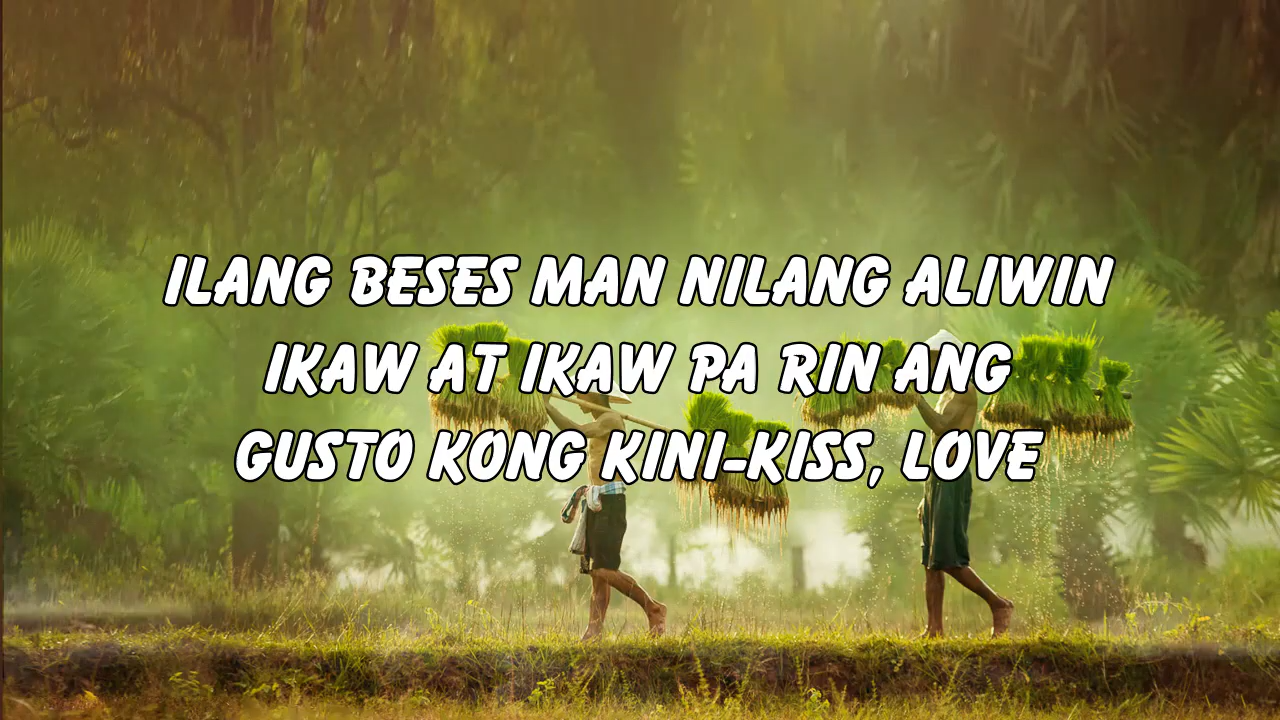 ILANG BESES MAN NILANG ALIWIN
IKAW AT IKAW PA RIN ANG
GUSTO KONG KINI-KISS, LOVE